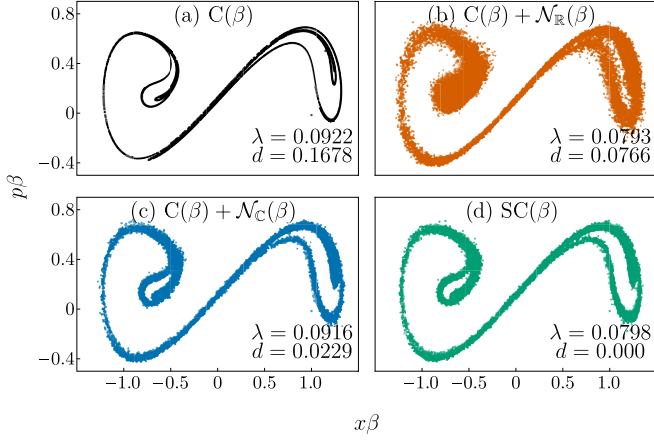 (a) C(β)
(b) C(β) + 𝒩ℝ(β)
0.8
0.4
0
−0.4
λ = 0.0922
d = 0.1678
λ = 0.0793
d = 0.0766
pβ
(c) C(β) + 𝒩ℂ(β)
(d) SC(β)
0.8
0.4
0
−0.4
λ = 0.0916
d = 0.0229
λ = 0.0798
d = 0.000
−1.0 −0.5 0 0.5 1.0
−1.0 −0.5 0 0.5 1.0
xβ